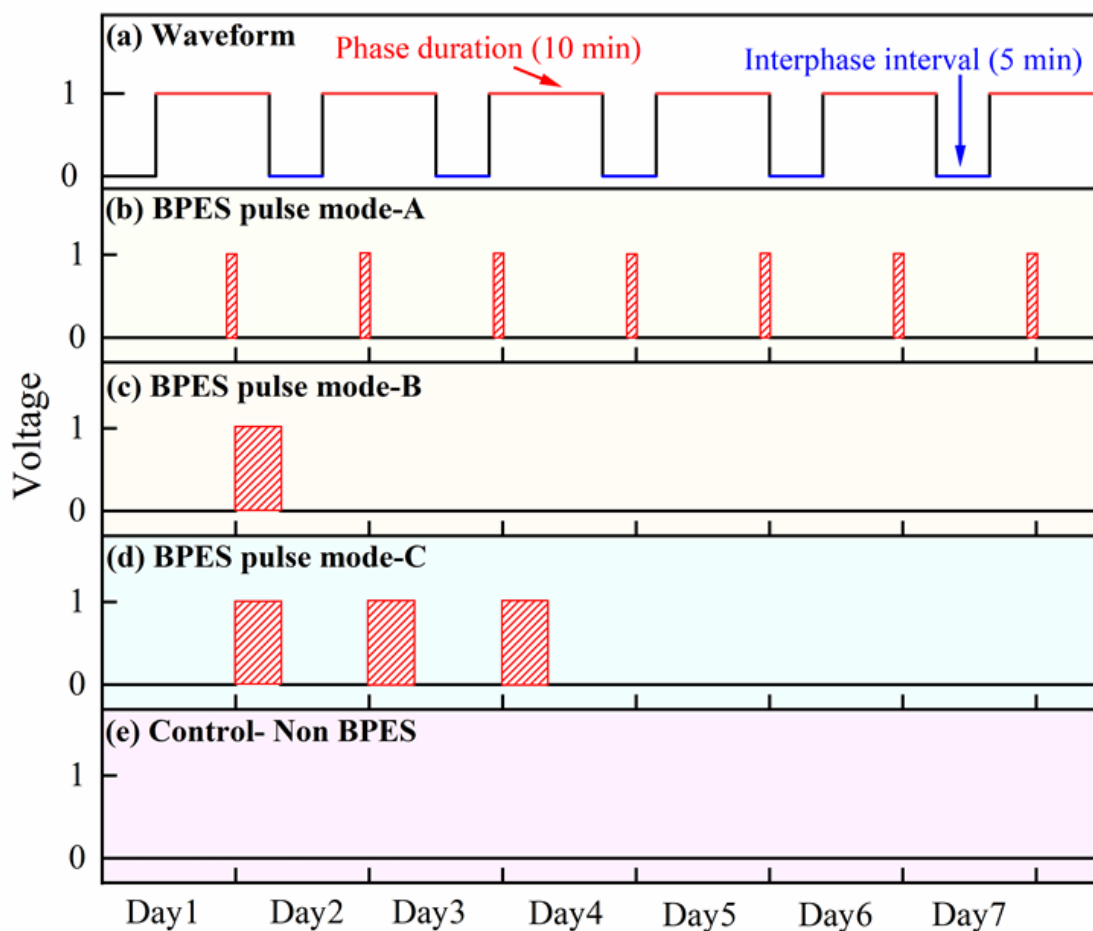 (a) Waveform
Phase duration (10 min)
Interphase interval (5 min)
1
0
(b) BPES pulse mode-A
1
0
(c) BPES pulse mode-B
1
0
Voltage
(d) BPES pulse mode-C
1
0
(e) Control- Non BPES
1
0
Day1 Day2 Day3 Day4 Day5 Day6 Day7